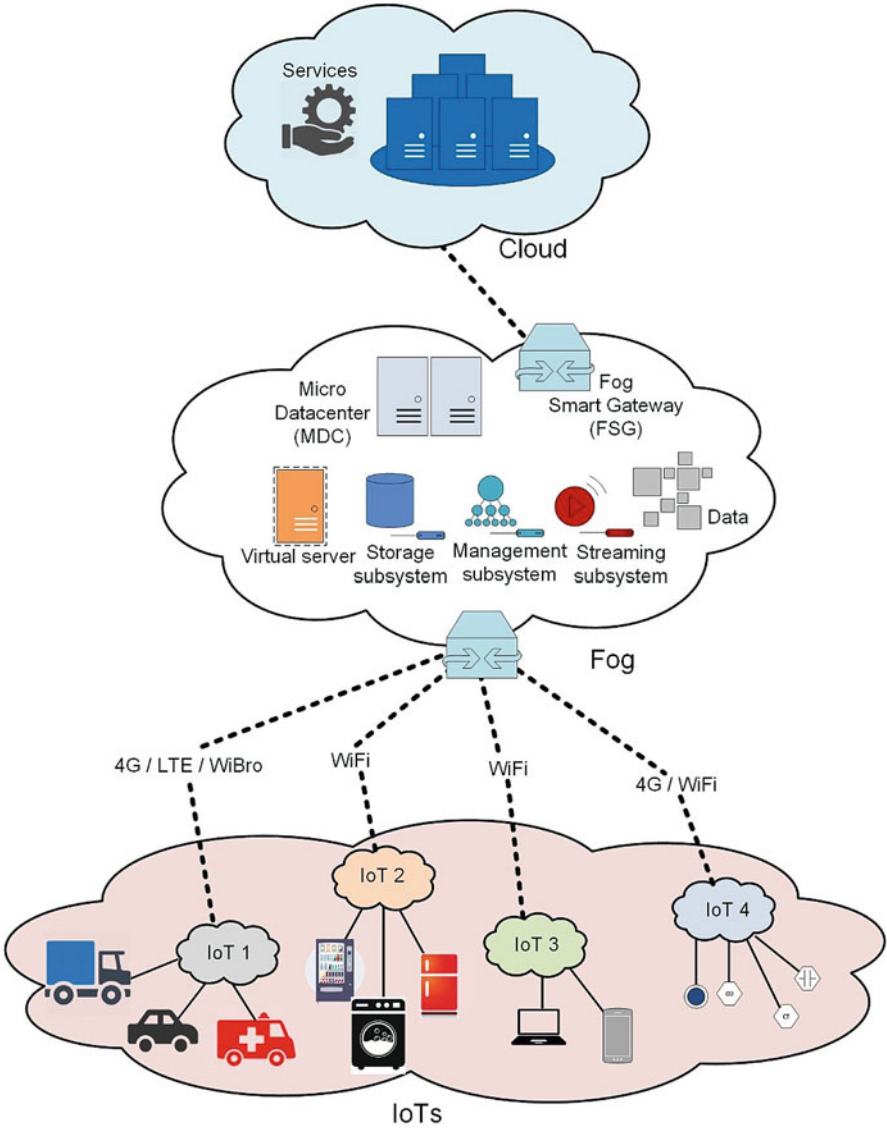 Services
Cloud
Micro
Datacenter
(MDC)
Fog
Smart Gateway
(FSG)
Virtual server
Storage
subsystem
Management
subsystem
Streaming
subsystem
Data
Fog
4G / LTE / WiBro
WiFi
WiFi
4G / WiFi
IoT 1
IoT 2
IoT 3
IoT 4
∞
σ
IoTs